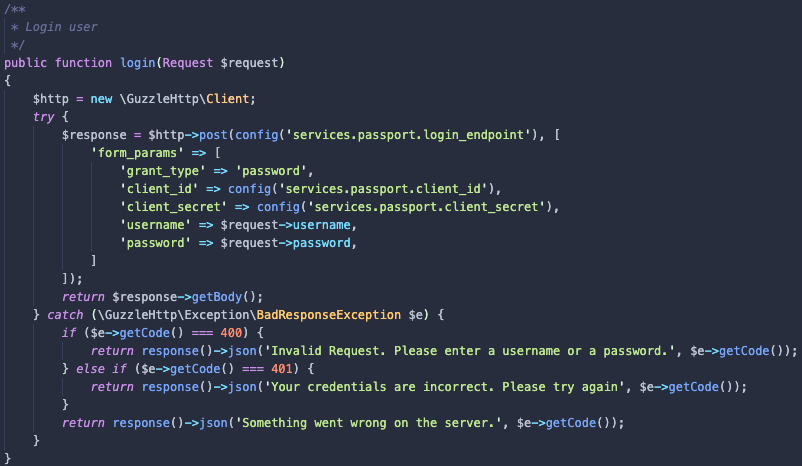 /**
 * Login user
 */
public function login(Request $request)
{
    $http = new \GuzzleHttp\Client;
    try {
        $response = $http->post(config('services.passport.login_endpoint'), [
            'form_params' => [
                'grant_type' => 'password',
                'client_id' => config('services.passport.client_id'),
                'client_secret' => config('services.passport.client_secret'),
                'username' => $request->username,
                'password' => $request->password,
            ]
        ]);
        return $response->getBody();
    } catch (\GuzzleHttp\Exception\BadResponseException $e) {
        if ($e->getCode() === 400) {
            return response()->json('Invalid Request. Please enter a username or a password.', $e->getCode());
        } else if ($e->getCode() === 401) {
            return response()->json('Your credentials are incorrect. Please try again', $e->getCode());
        }
        return response()->json('Something went wrong on the server.', $e->getCode());
    }
}